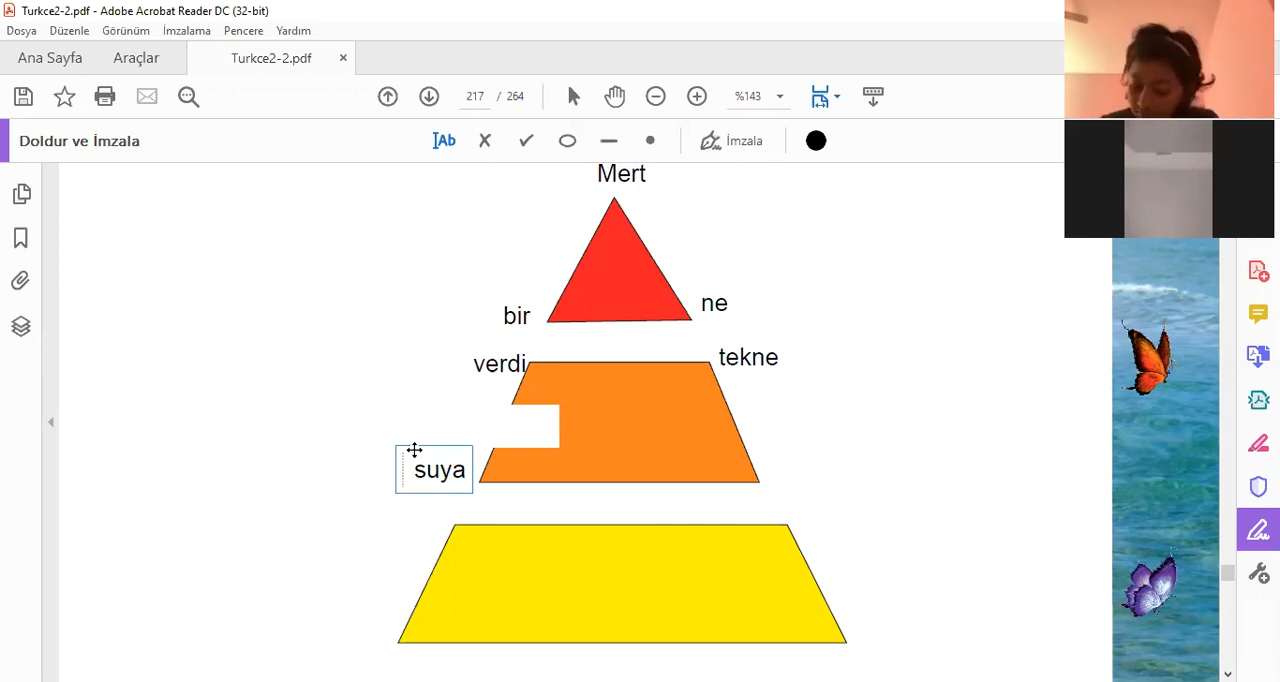 Turkce2-2.pdf - Adobe Acrobat Reader DC (32-bit)
Dosya Düzenle Görünüm İmzalama Pencere Yardım
Ana Sayfa Araçlar Turkce2-2.pdf ×
217 / 264 %143
Doldur ve İmzala Ab İmzala
Mert
bir ne
verdi tekne
suya